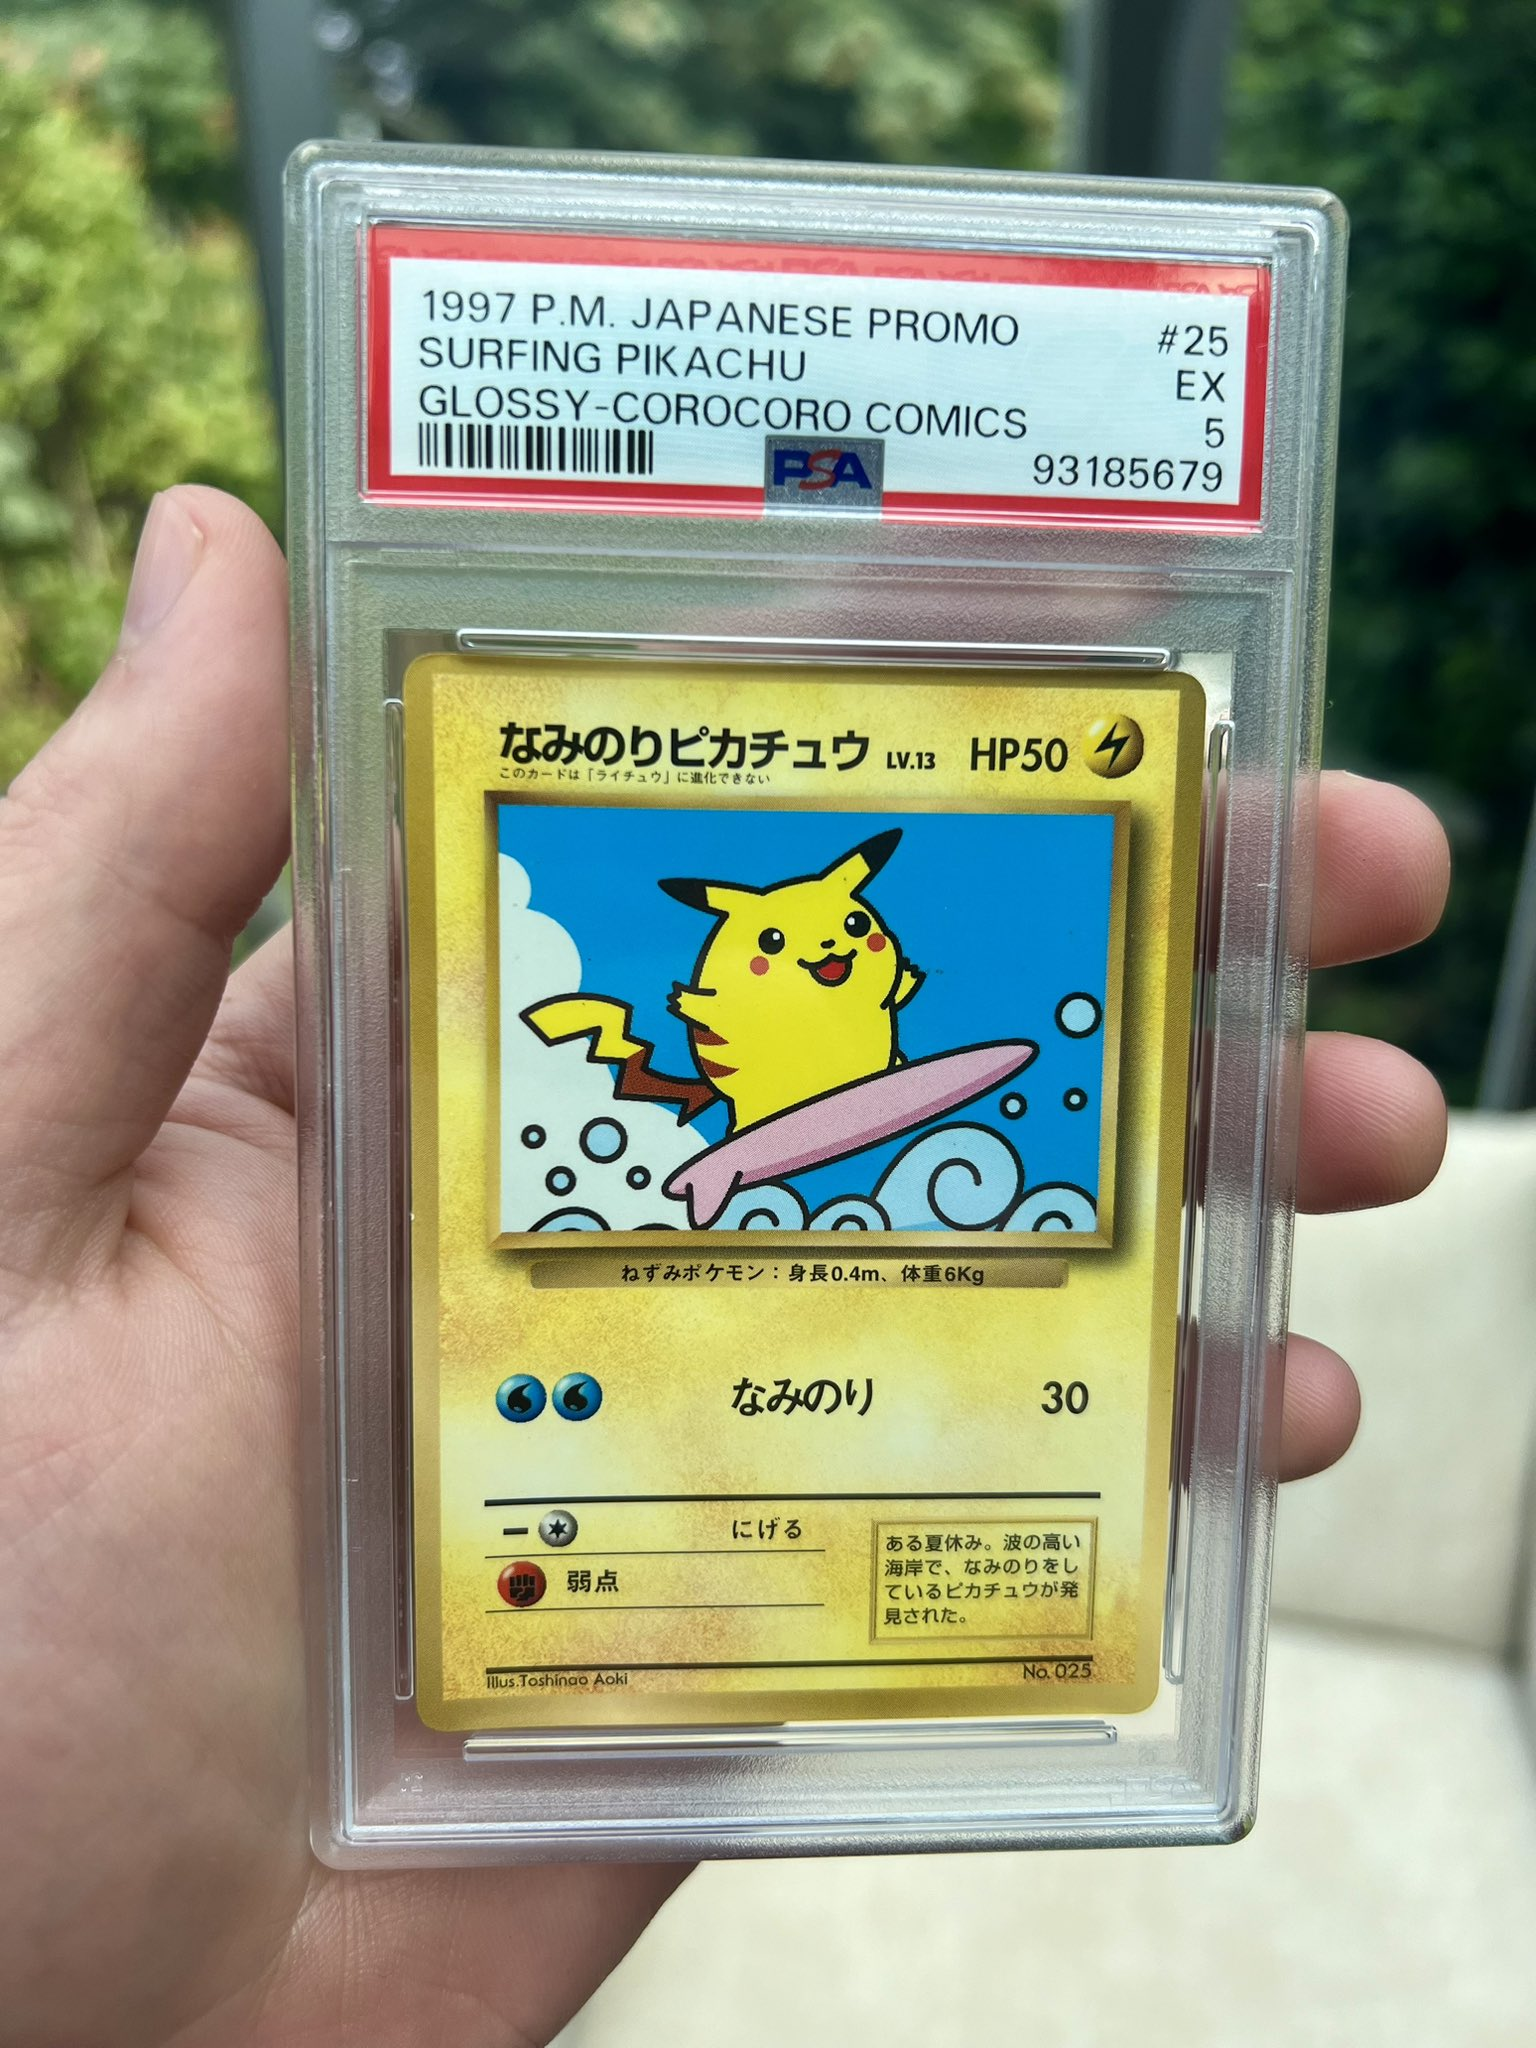 1997 P.M. JAPANESE PROMO #25
SURFING PIKACHU EX
GLOSSY-COROCORO COMICS 5
PSA 93185679
なみのりピカチュウ LV.13 HP50
このカードは「ライチュウ」に進化できない
ねずみポケモン：身長0.4m、体重6Kg
なみのり 30
にげる
弱点
ある夏休み。波の高い
海岸で、なみのりをし
ているピカチュウが発
見された。
Illus.Toshinao Aoki No. 025